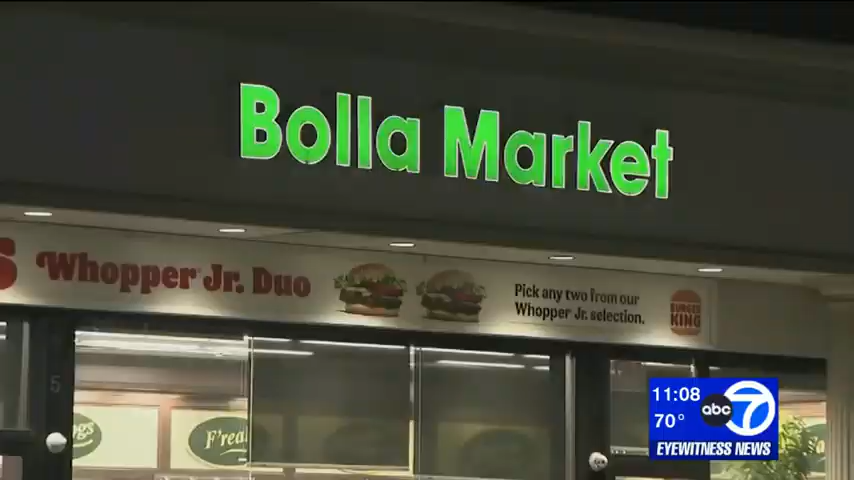 Bolla Market
Whopper Jr. Duo
Pick any two from our
Whopper Jr. selection.
BURGER
KING
5
F'real
11:08
70°
abc 7
EYEWITNESS NEWS